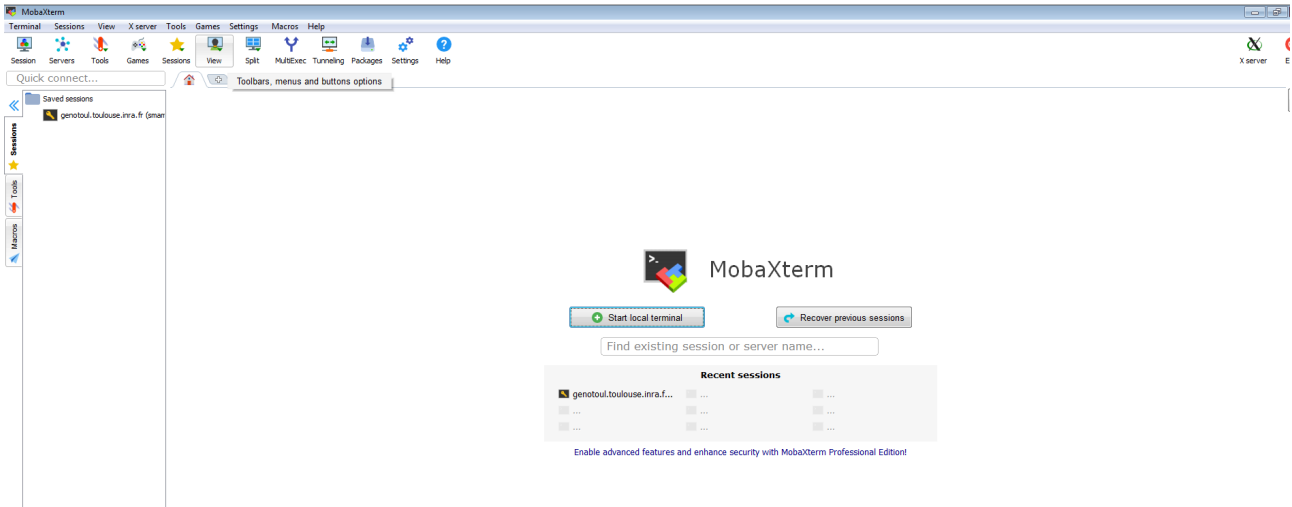 MobaXterm
Terminal Sessions View X server Tools Games Settings Macros Help
Session Servers Tools Games Sessions View Split MultiExec Tunneling Packages Settings Help X server
Quick connect...
Toolbars, menus and buttons options
Saved sessions
genotoul.toulouse.inra.fr (smam
Sessions
Tools
Macros
MobaXterm
Start local terminal Recover previous sessions
Find existing session or server name...
Recent sessions
genotoul.toulouse.inra.f... ... ...
... ... ...
... ... ...
Enable advanced features and enhance security with MobaXterm Professional Edition!